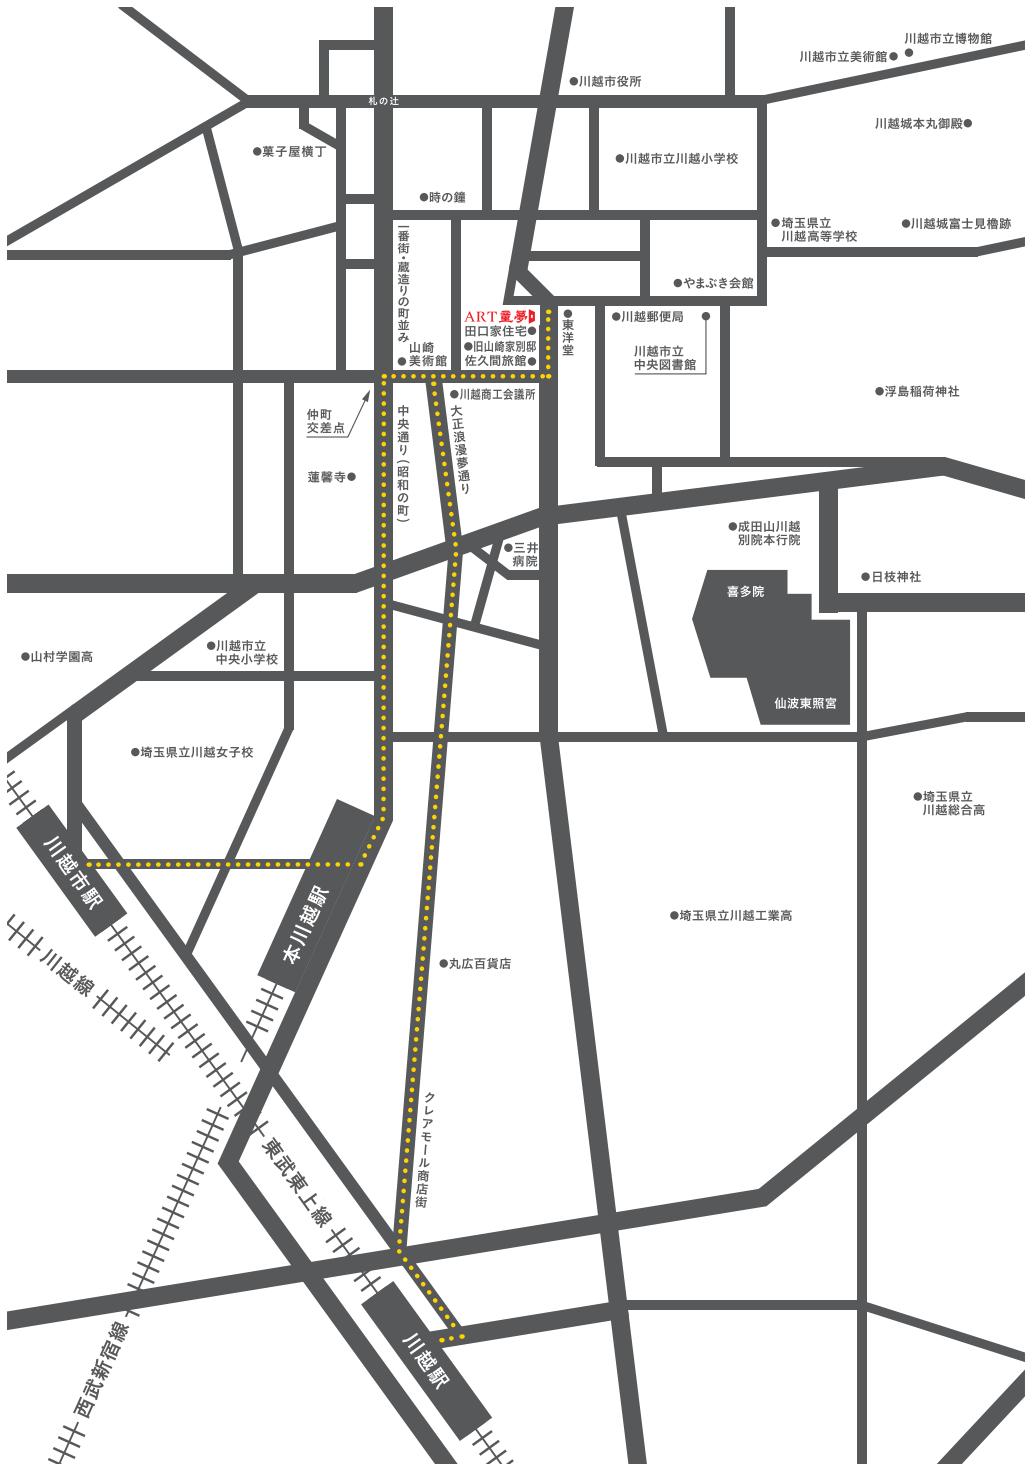 川越市立博物館
川越市立美術館
川越市役所
札の辻
川越城本丸御殿
菓子屋横丁
川越市立川越小学校
時の鐘
埼玉県立
川越高等学校
川越城富士見櫓跡
一番街・蔵造りの町並み
やまぶき会館
ART童夢
田口家住宅
旧山崎家別邸
佐久間旅館
東洋堂
川越郵便局
川越市立
中央図書館
山崎
美術館
川越商工会議所
浮島稲荷神社
仲町
交差点
中央通り(昭和の町)
大正浪漫夢通り
蓮馨寺
三井
病院
成田山川越
別院本行院
日枝神社
喜多院
仙波東照宮
山村学園高
川越市立
中央小学校
埼玉県立川越女子校
埼玉県立
川越総合高
川越市駅
本川越駅
埼玉県立川越工業高
川越線
丸広百貨店
クレアモール商店街
東武東上線
西武新宿線
川越駅